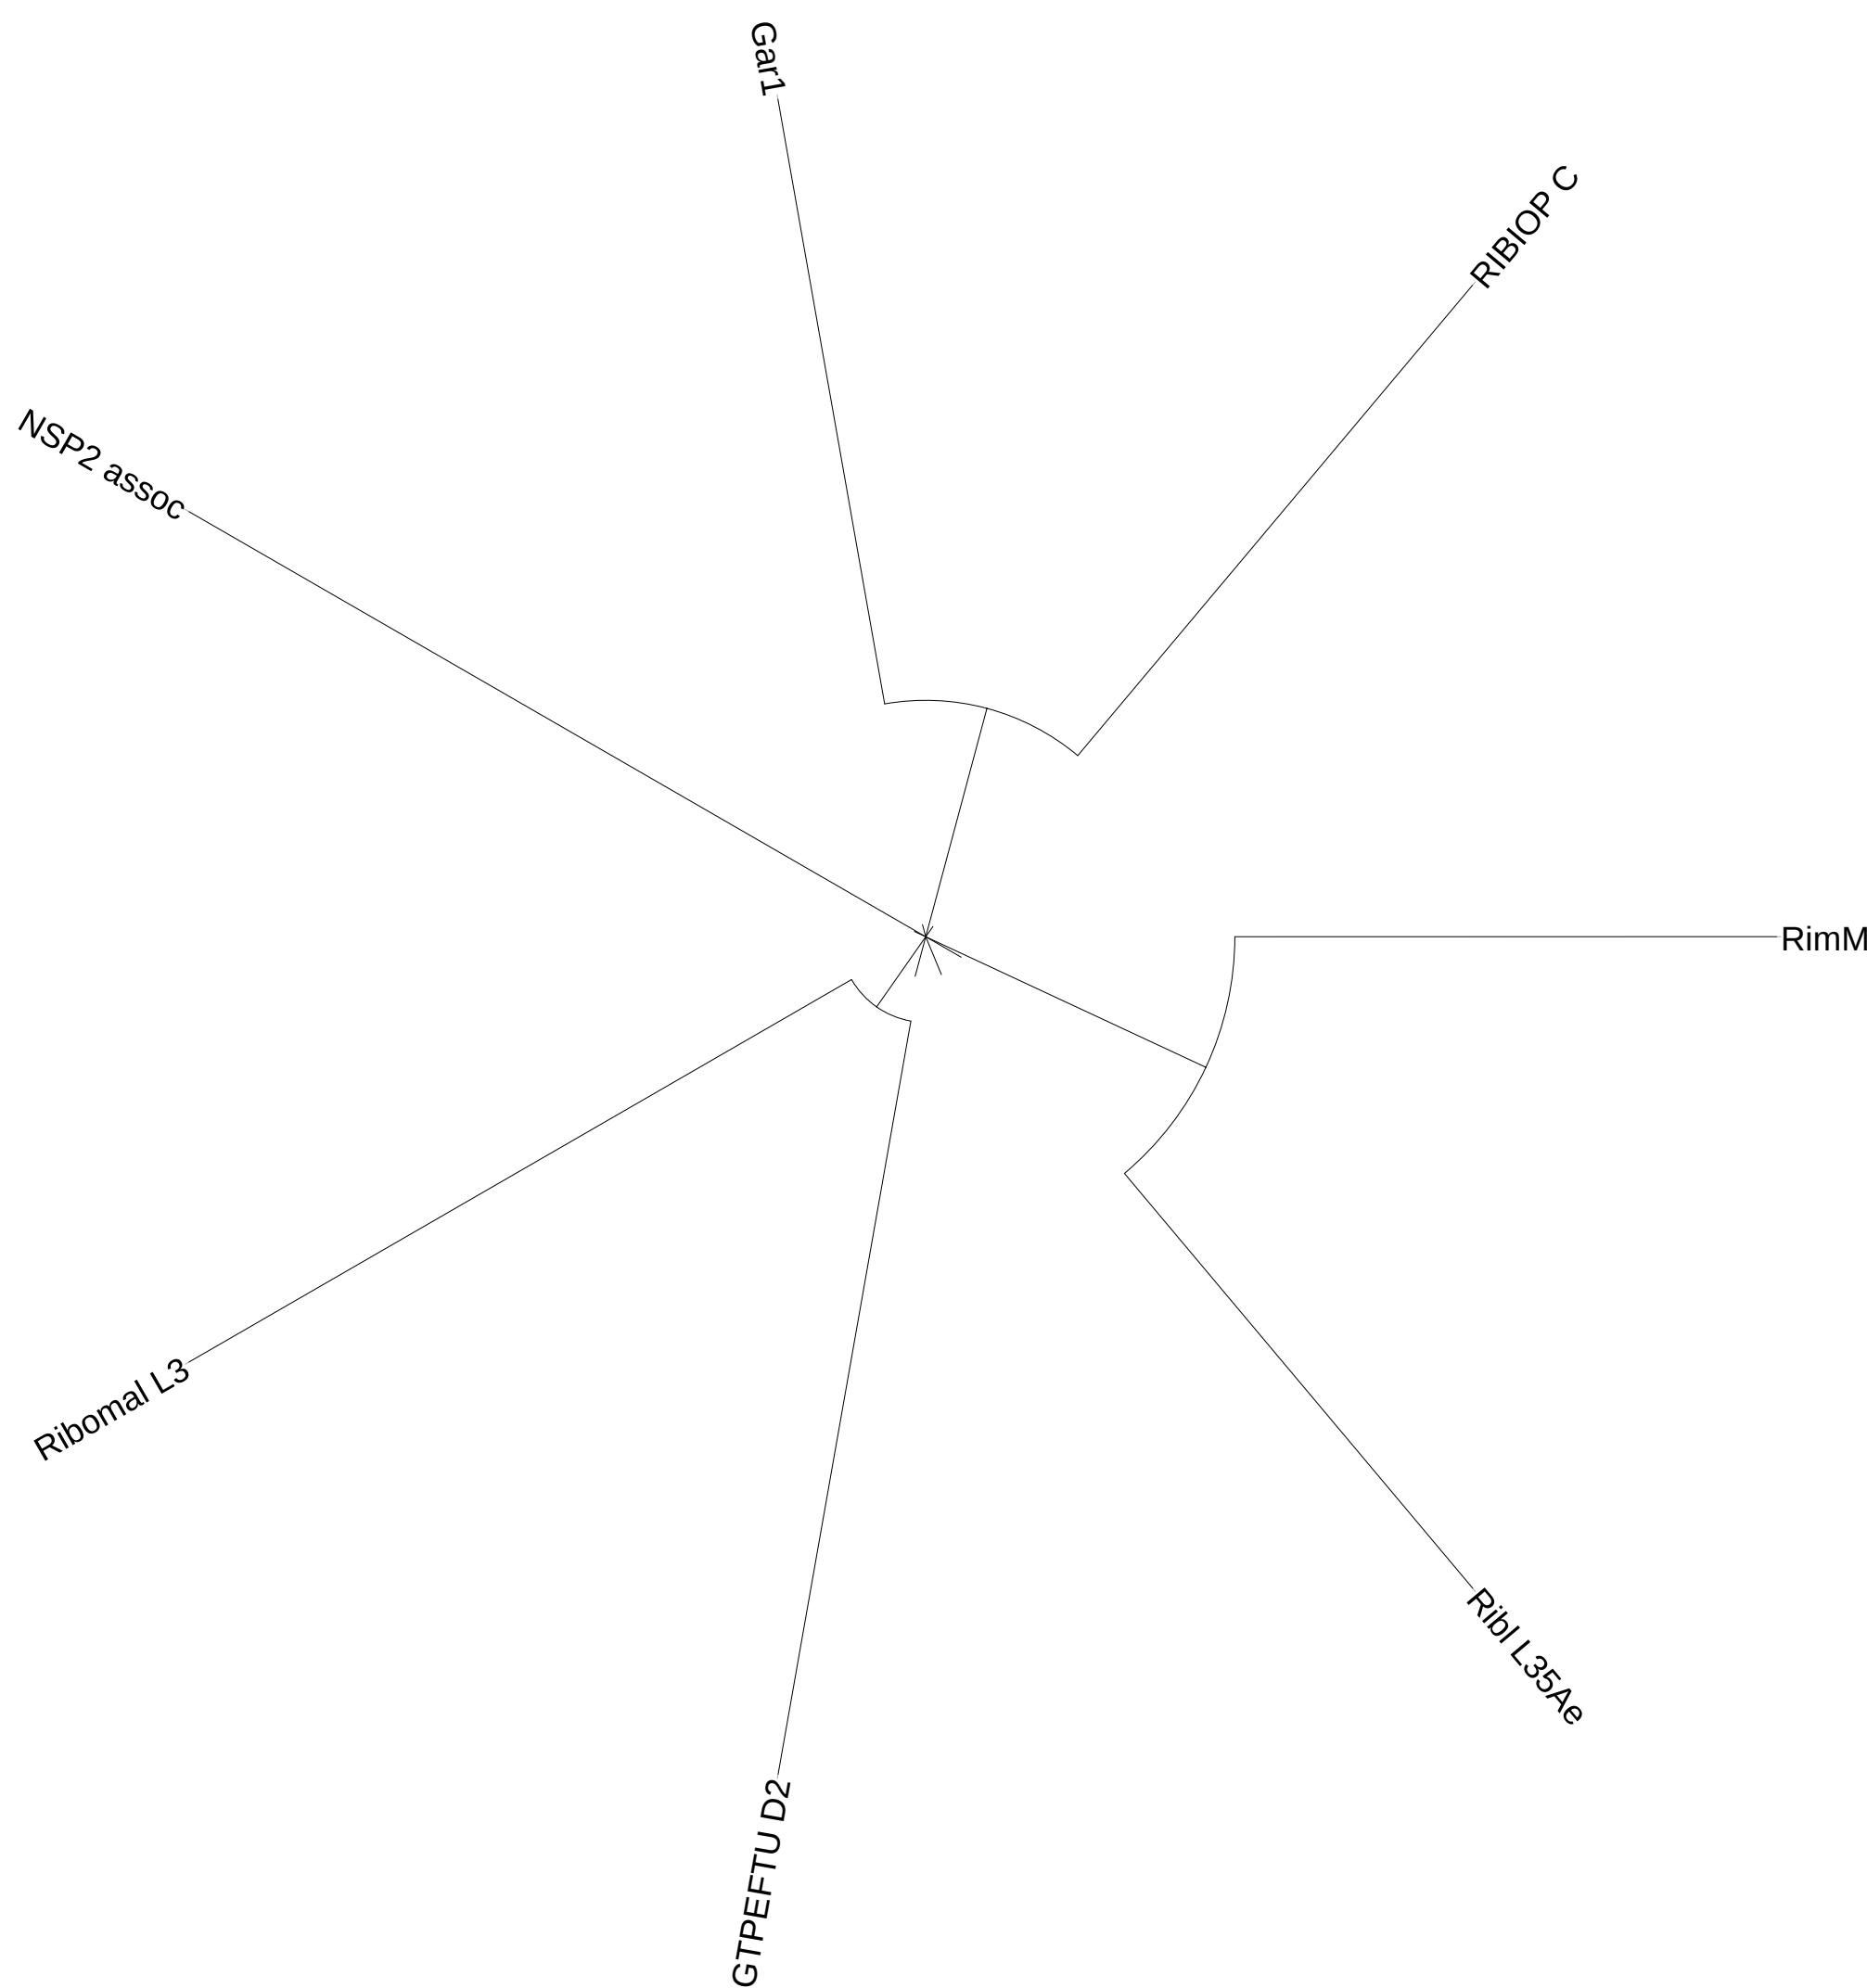 Gar1
RIBIOP C
NSP2 assoc
RimM
Ribomal L3
Ribl L35Ae
GTPEFTU D2